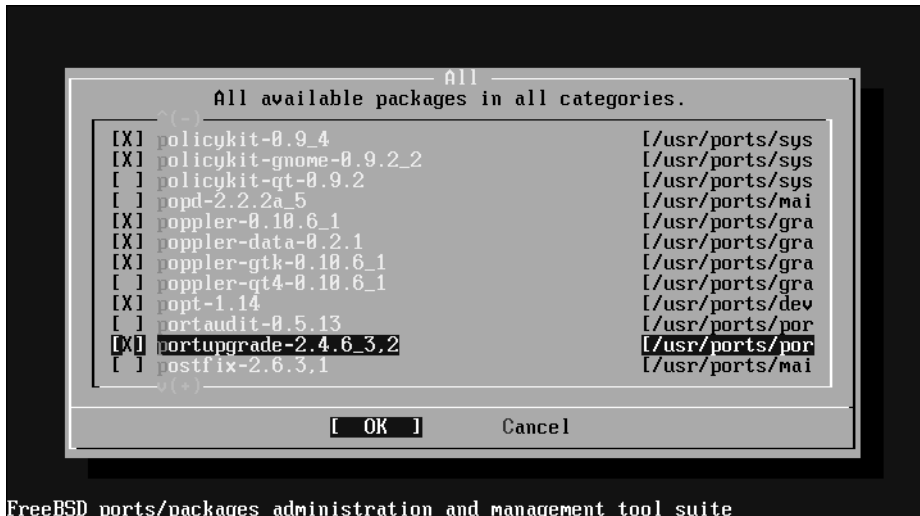 All
All available packages in all categories.
^(-)
[X] policykit-0.9_4 [/usr/ports/sys
[X] policykit-gnome-0.9.2_2 [/usr/ports/sys
[ ] policykit-qt-0.9.2 [/usr/ports/sys
[ ] popd-2.2.2a_5 [/usr/ports/mai
[X] poppler-0.10.6_1 [/usr/ports/gra
[X] poppler-data-0.2.1 [/usr/ports/gra
[X] poppler-gtk-0.10.6_1 [/usr/ports/gra
[ ] poppler-qt4-0.10.6_1 [/usr/ports/gra
[X] popt-1.14 [/usr/ports/dev
[ ] portaudit-0.5.13 [/usr/ports/por
[X] portupgrade-2.4.6_3,2 [/usr/ports/por
[ ] postfix-2.6.3,1 [/usr/ports/mai
v(+)
[ OK ] Cancel
FreeBSD ports/packages administration and management tool suite